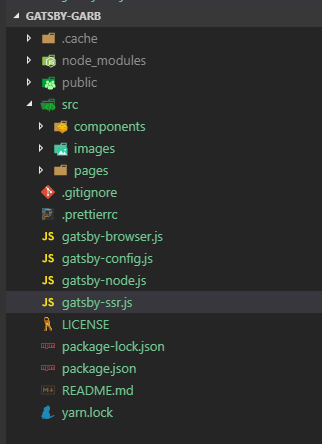 GATSBY-GARB
.cache
node_modules
public
src
components
images
pages
.gitignore
.prettierrc
JS gatsby-browser.js
JS gatsby-config.js
JS gatsby-node.js
JS gatsby-ssr.js
LICENSE
package-lock.json
package.json
README.md
yarn.lock